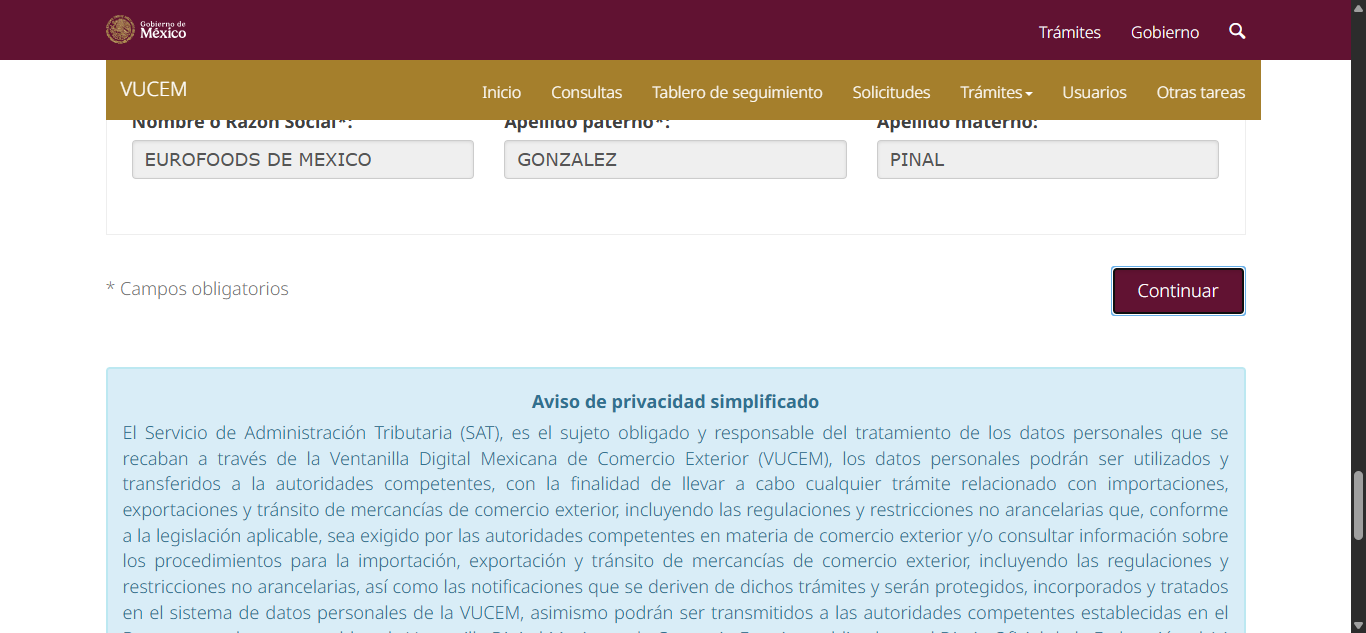 Gobierno de
México
Trámites Gobierno
VUCEM Inicio Consultas Tablero de seguimiento Solicitudes Trámites Usuarios Otras tareas
Nombre o Razón Social*: Apellido paterno*: Apellido materno:
EUROFOODS DE MEXICO GONZALEZ PINAL
* Campos obligatorios
Continuar
Aviso de privacidad simplificado
El Servicio de Administración Tributaria (SAT), es el sujeto obligado y responsable del tratamiento de los datos personales que se
recaban a través de la Ventanilla Digital Mexicana de Comercio Exterior (VUCEM), los datos personales podrán ser utilizados y
transferidos a la autoridades competentes, con la finalidad de llevar a cabo cualquier trámite relacionado con importaciones,
exportaciones y tránsito de mercancías de comercio exterior, incluyendo las regulaciones y restricciones no arancelarias que, conforme
a la legislación aplicable, sea exigido por las autoridades competentes en materia de comercio exterior y/o consultar información sobre
los procedimientos para la importación, exportación y tránsito de mercancías de comercio exterior, incluyendo las regulaciones y
restricciones no arancelarias, así como las notificaciones que se deriven de dichos trámites y serán protegidos, incorporados y tratados
en el sistema de datos personales de la VUCEM, asimismo podrán ser transmitidos a las autoridades competentes establecidas en el